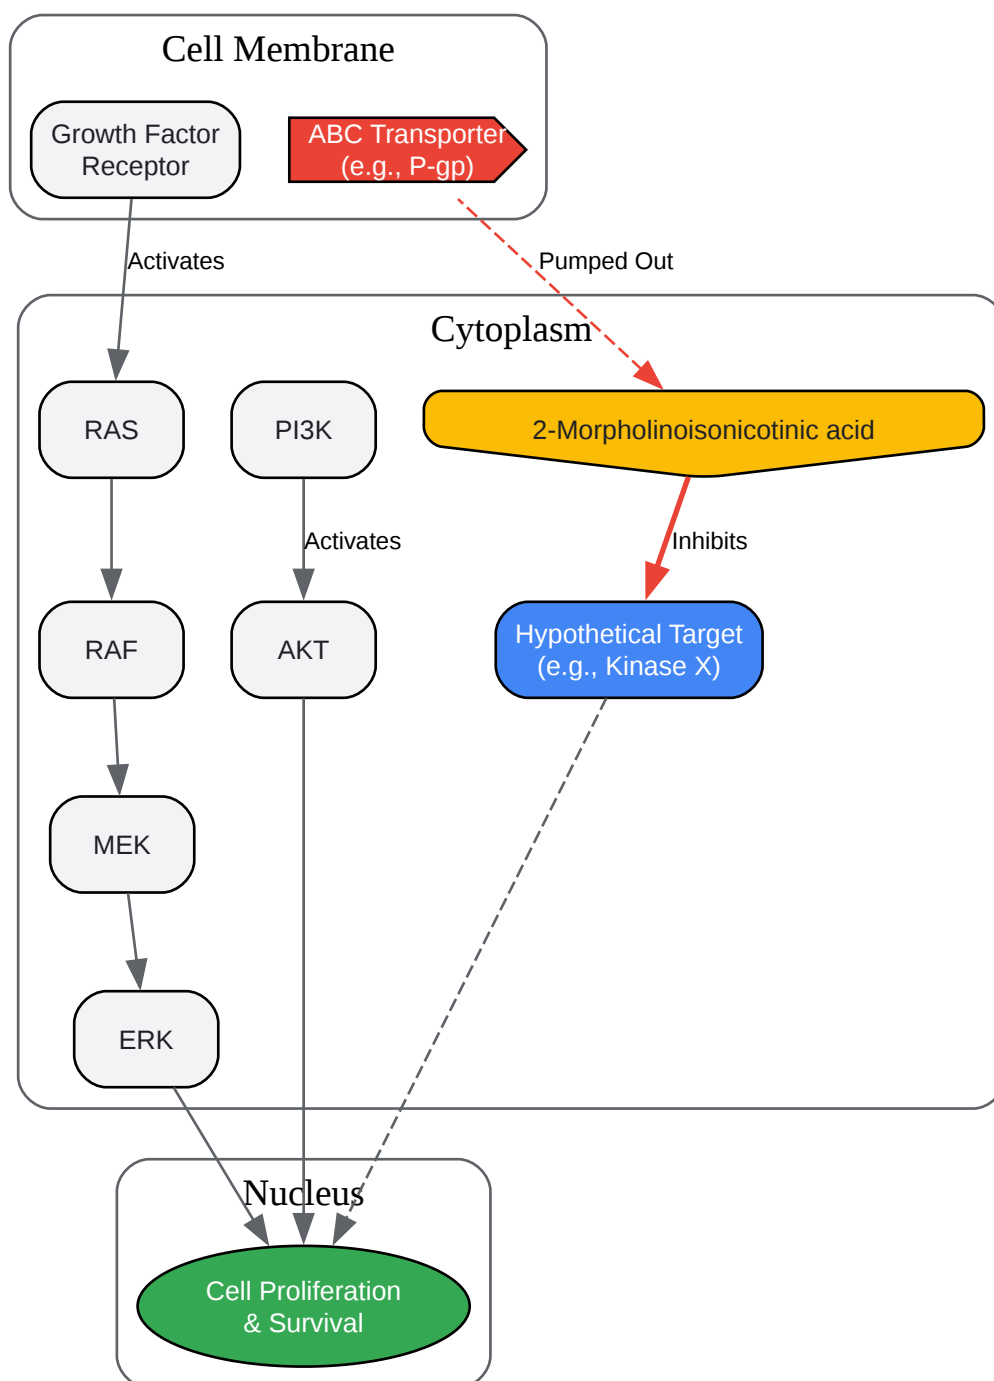 Cell Membrane
Growth Factor
Receptor
ABC Transporter
(e.g., P-gp)
Activates
Pumped Out
Cytoplasm
RAS
PI3K
2-Morpholinoisonicotinic acid
Activates
Inhibits
RAF
AKT
Hypothetical Target
(e.g., Kinase X)
MEK
ERK
Nucleus
Cell Proliferation
& Survival